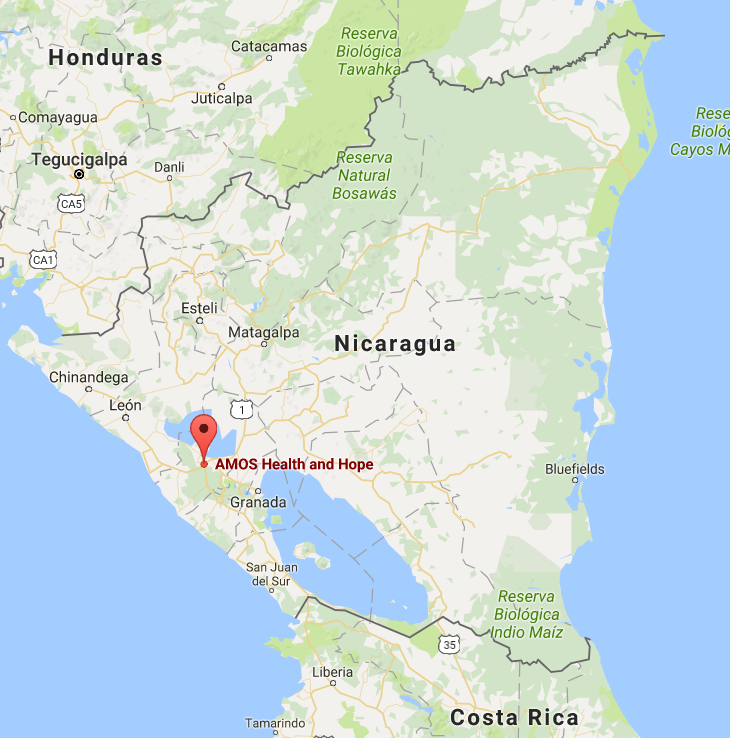 Reserva
Biológica
Tawahka
Catacamas
Honduras
Juticalpa
Comayagua
Reserva
Natural
Bosawás
Tegucigalpa
Danli
CA5
CA1
Esteli
Matagalpa
Nicaragua
Chinandega
León
1
AMOS Health and Hope
Bluefields
Granada
San Juan
del Sur
Reserva
Biológica
Indio Maíz
35
Liberia
Costa Rica
Tamarindo